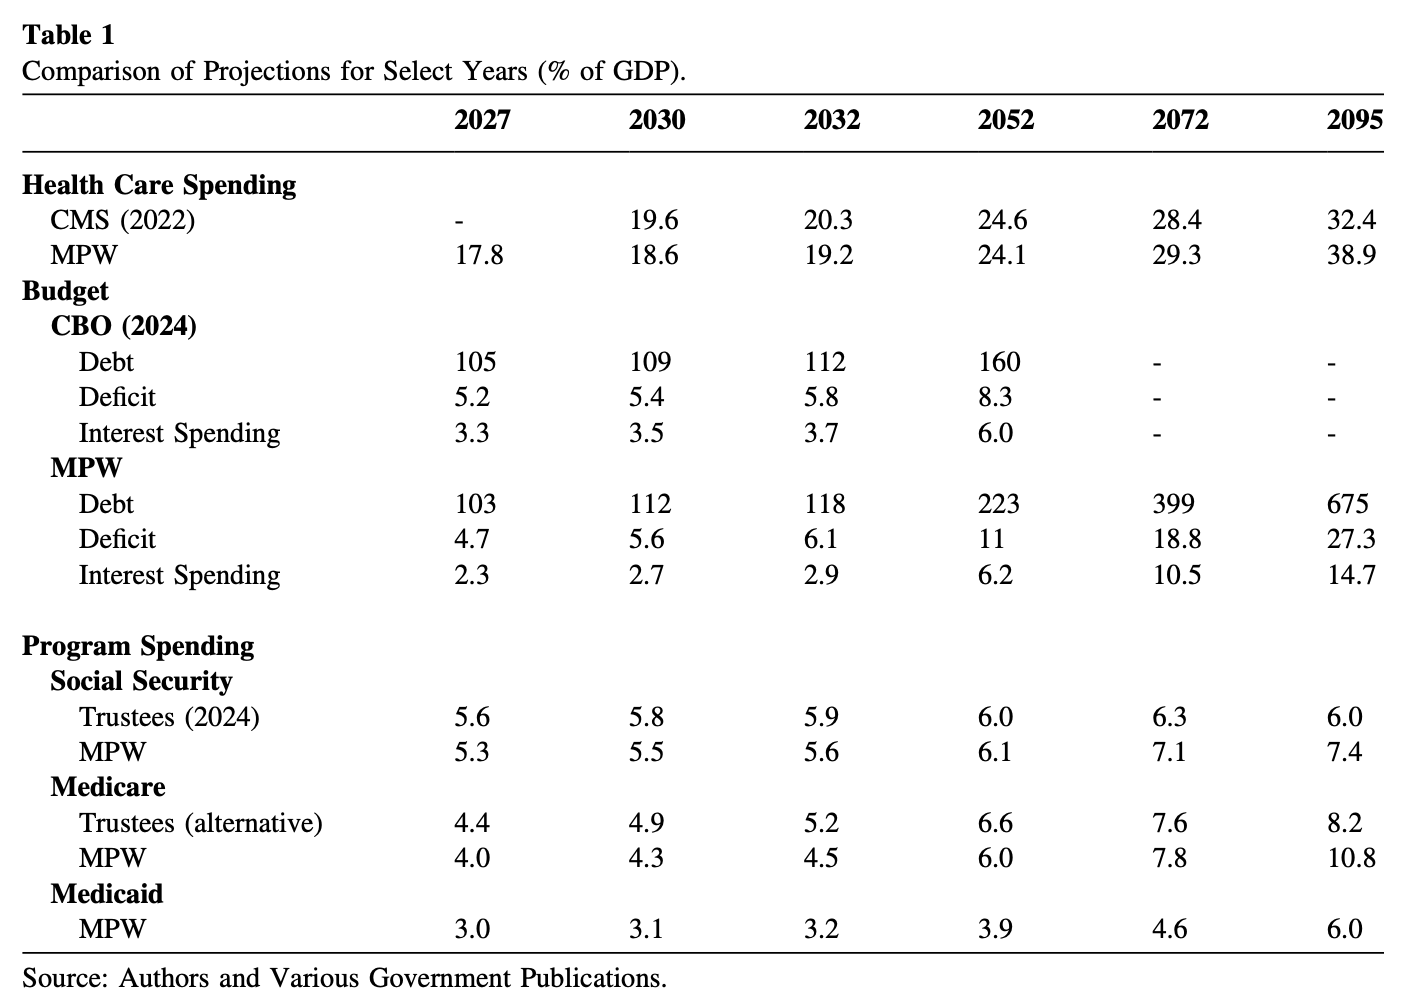 Table 1
Comparison of Projections for Select Years (% of GDP).
2027 2030 2032 2052 2072 2095
Health Care Spending
CMS (2022) - 19.6 20.3 24.6 28.4 32.4
MPW 17.8 18.6 19.2 24.1 29.3 38.9
Budget
CBO (2024)
Debt 105 109 112 160 - -
Deficit 5.2 5.4 5.8 8.3 - -
Interest Spending 3.3 3.5 3.7 6.0 - -
MPW
Debt 103 112 118 223 399 675
Deficit 4.7 5.6 6.1 11 18.8 27.3
Interest Spending 2.3 2.7 2.9 6.2 10.5 14.7
Program Spending
Social Security
Trustees (2024) 5.6 5.8 5.9 6.0 6.3 6.0
MPW 5.3 5.5 5.6 6.1 7.1 7.4
Medicare
Trustees (alternative) 4.4 4.9 5.2 6.6 7.6 8.2
MPW 4.0 4.3 4.5 6.0 7.8 10.8
Medicaid
MPW 3.0 3.1 3.2 3.9 4.6 6.0
Source: Authors and Various Government Publications.